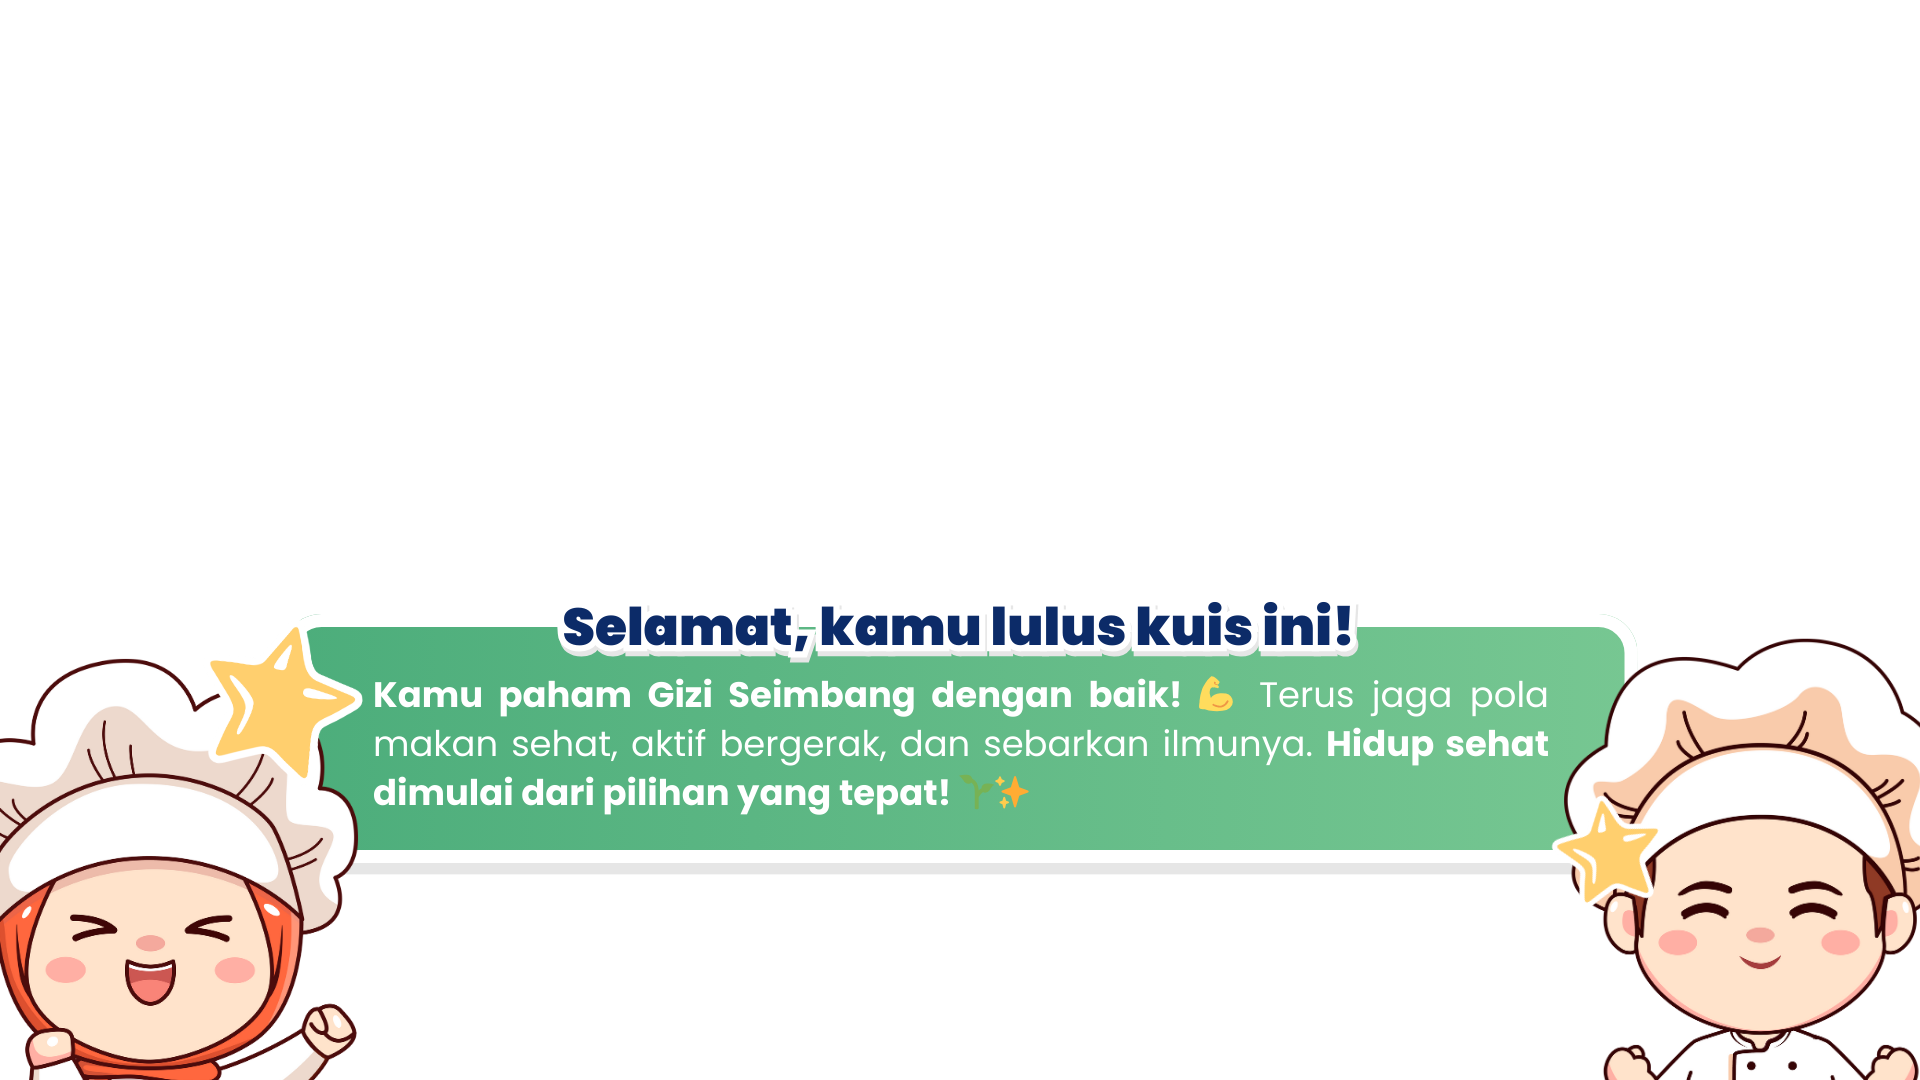 Selamat, kamu lulus kuis ini!
Kamu paham Gizi Seimbang dengan baik! 💪 Terus jaga pola
makan sehat, aktif bergerak, dan sebarkan ilmunya. Hidup sehat
dimulai dari pilihan yang tepat! 🌱✨